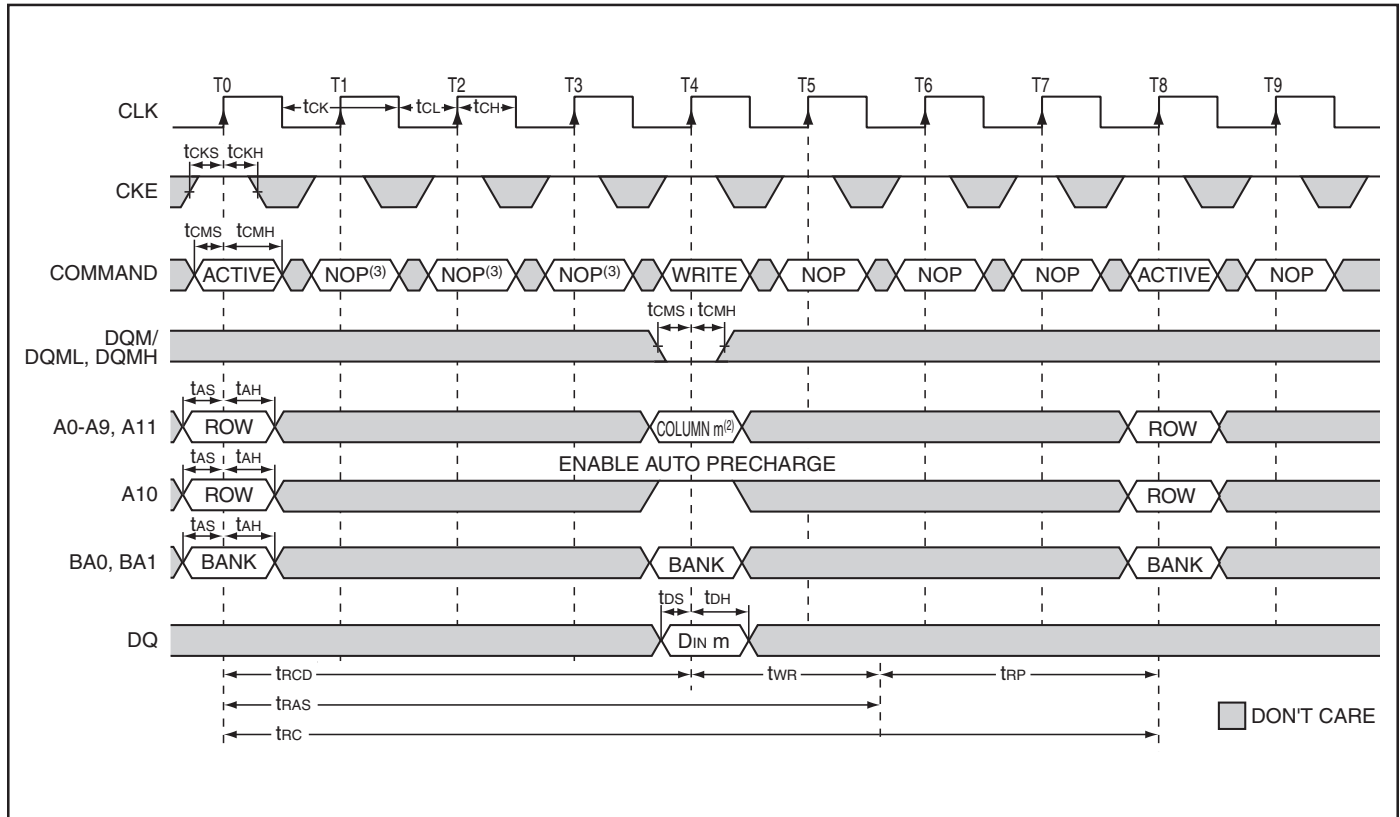 T0 T1 T2 T3 T4 T5 T6 T7 T8 T9
CLK tCK tCL tCH
tCKS tCKH
CKE
tCMS tCMH
COMMAND ACTIVE NOP(3) NOP(3) NOP(3) WRITE NOP NOP NOP ACTIVE NOP
tCMS tCMH
DQM/
DQML, DQMH
tAS tAH
A0-A9, A11 ROW COLUMN m(2) ROW
tAS tAH ENABLE AUTO PRECHARGE
A10 ROW ROW
tAS tAH
BA0, BA1 BANK BANK BANK
tDS tDH
DQ DIN m
tRCD tWR tRP
tRAS
tRC
DON'T CARE